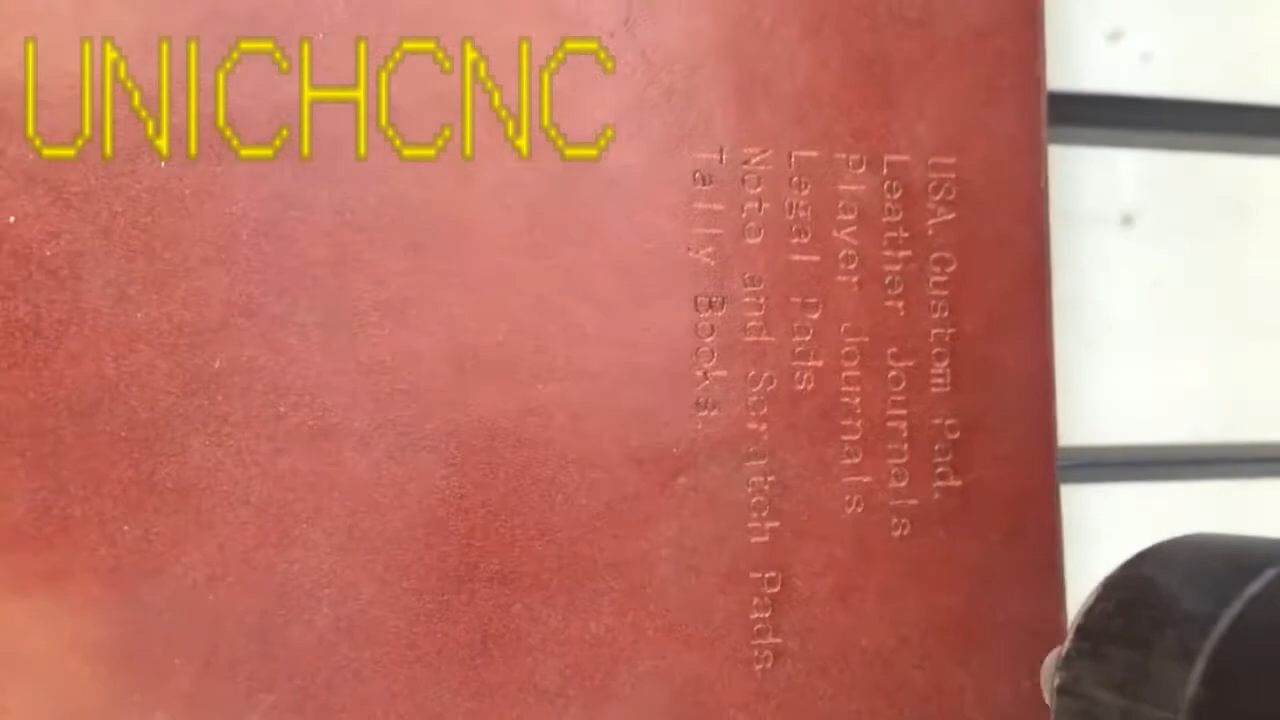 UNICHCNC
USA. Custom Pad.
Leather Journals
Player Journals
Legal Pads
Note and Scratch Pads
Tally Books.